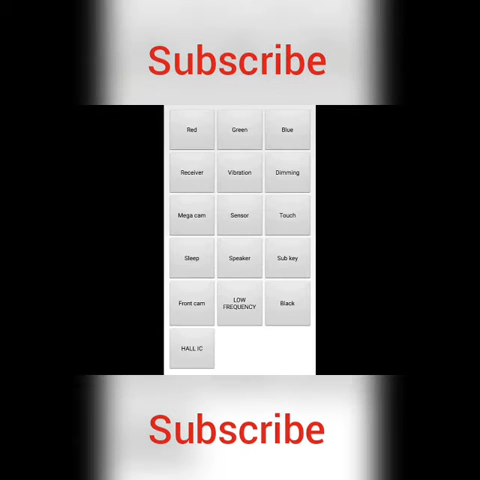 Subscribe
Red Green Blue
Receiver Vibration Dimming
Mega cam Sensor Touch
Sleep Speaker Sub key
Front cam LOW FREQUENCY Black
HALL IC
Subscribe